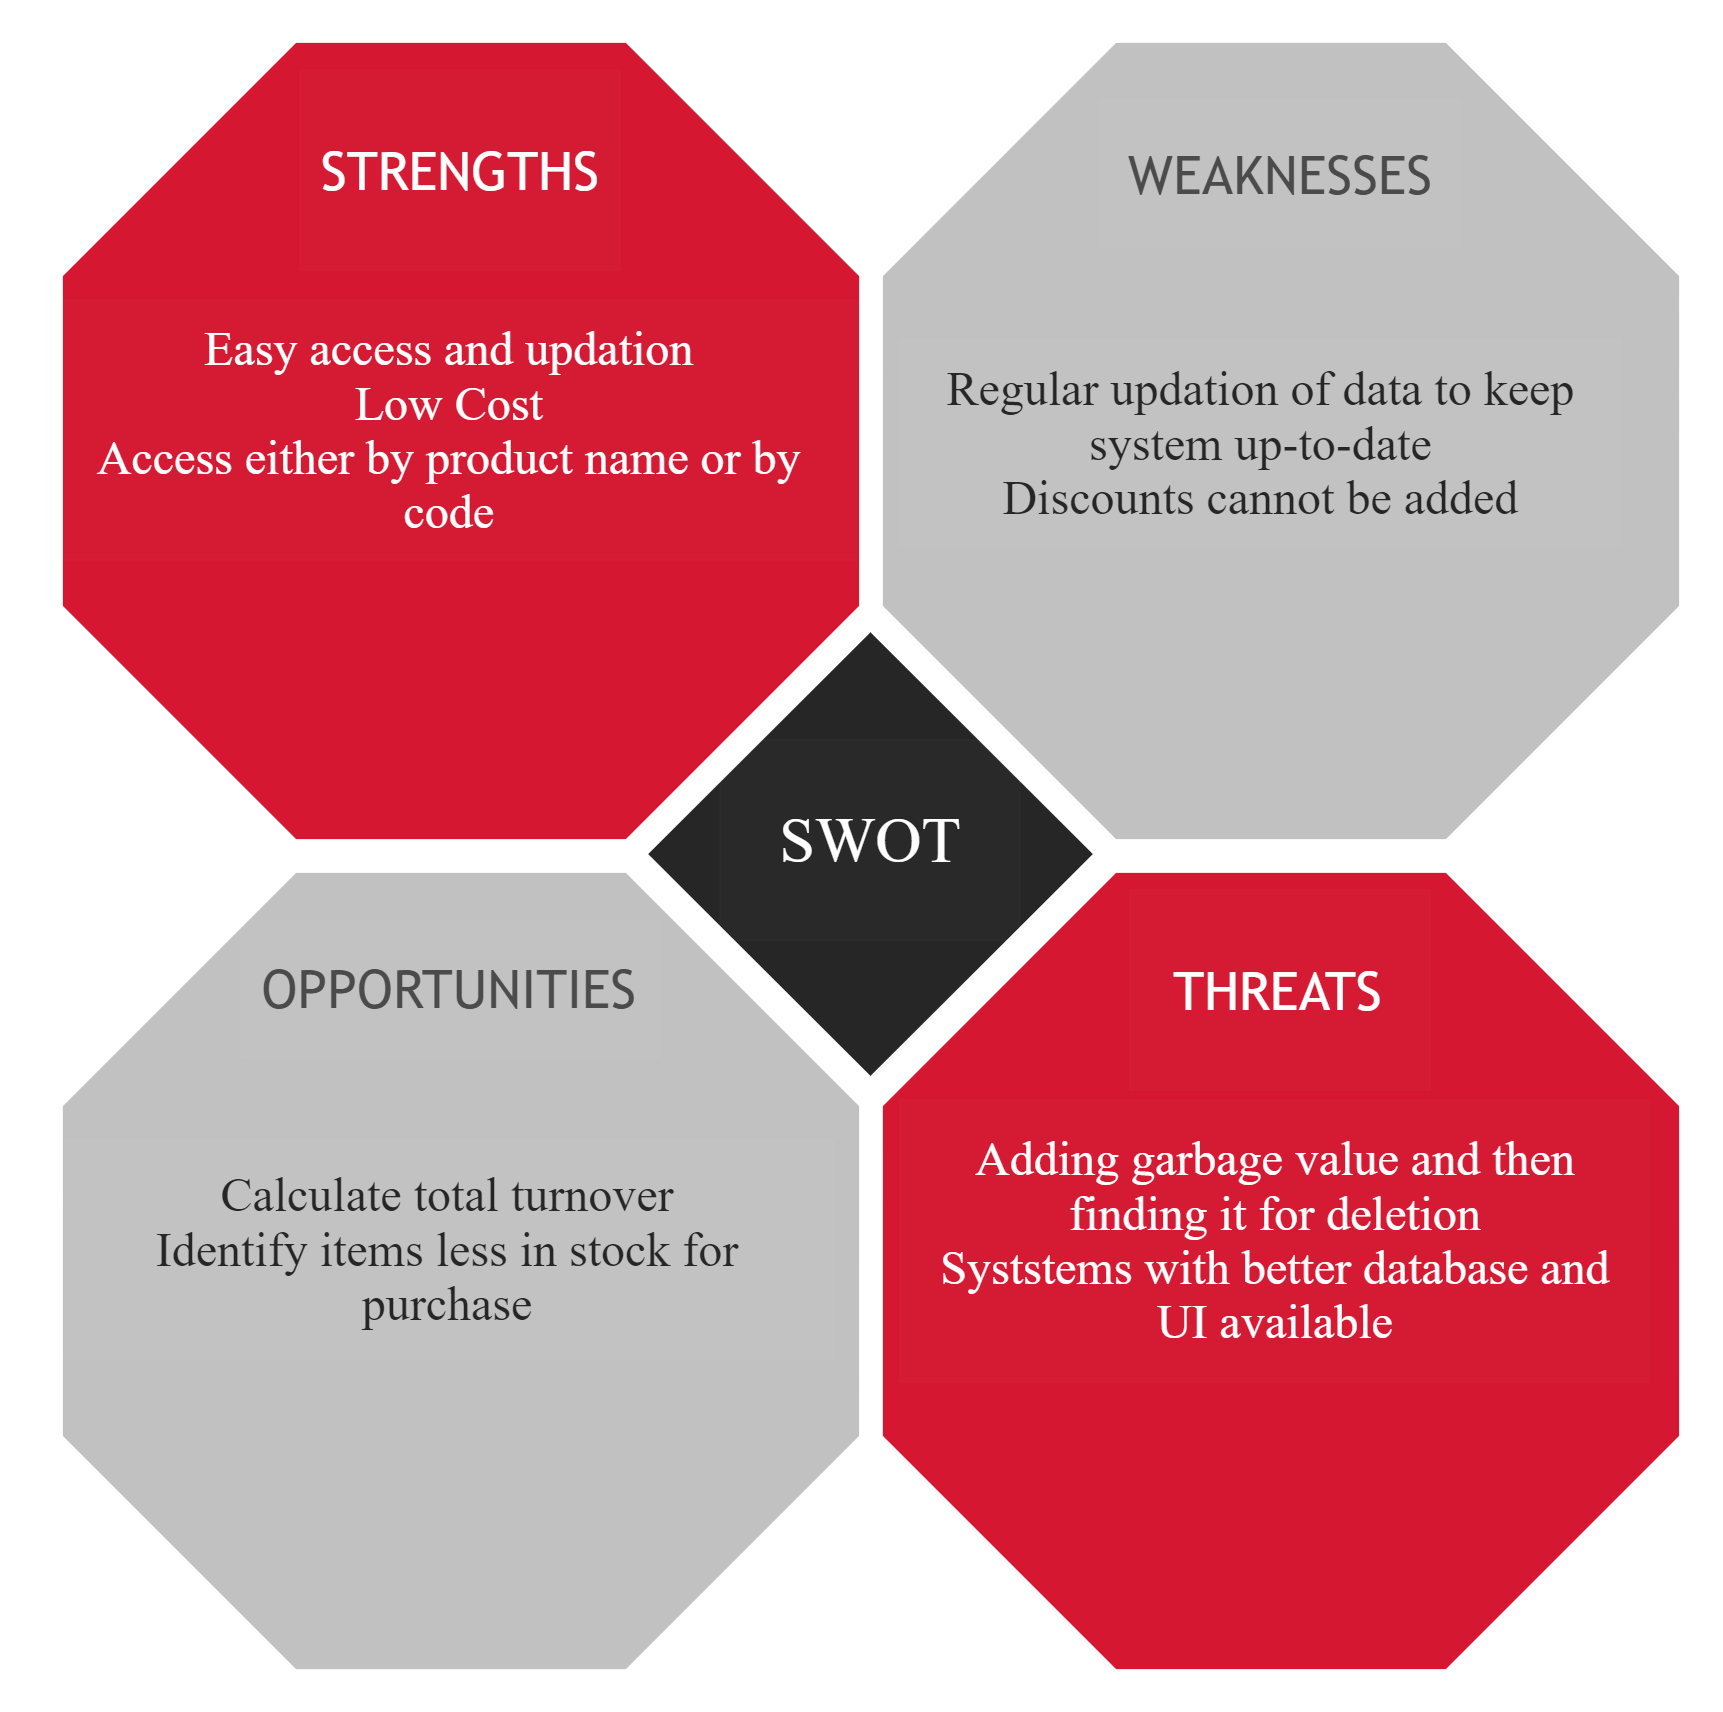 STRENGTHS
Easy access and updation
Low Cost
Access either by product name or by
code
WEAKNESSES
Regular updation of data to keep
system up-to-date
Discounts cannot be added
SWOT
OPPORTUNITIES
Calculate total turnover
Identify items less in stock for
purchase
THREATS
Adding garbage value and then
finding it for deletion
Syststems with better database and
UI available